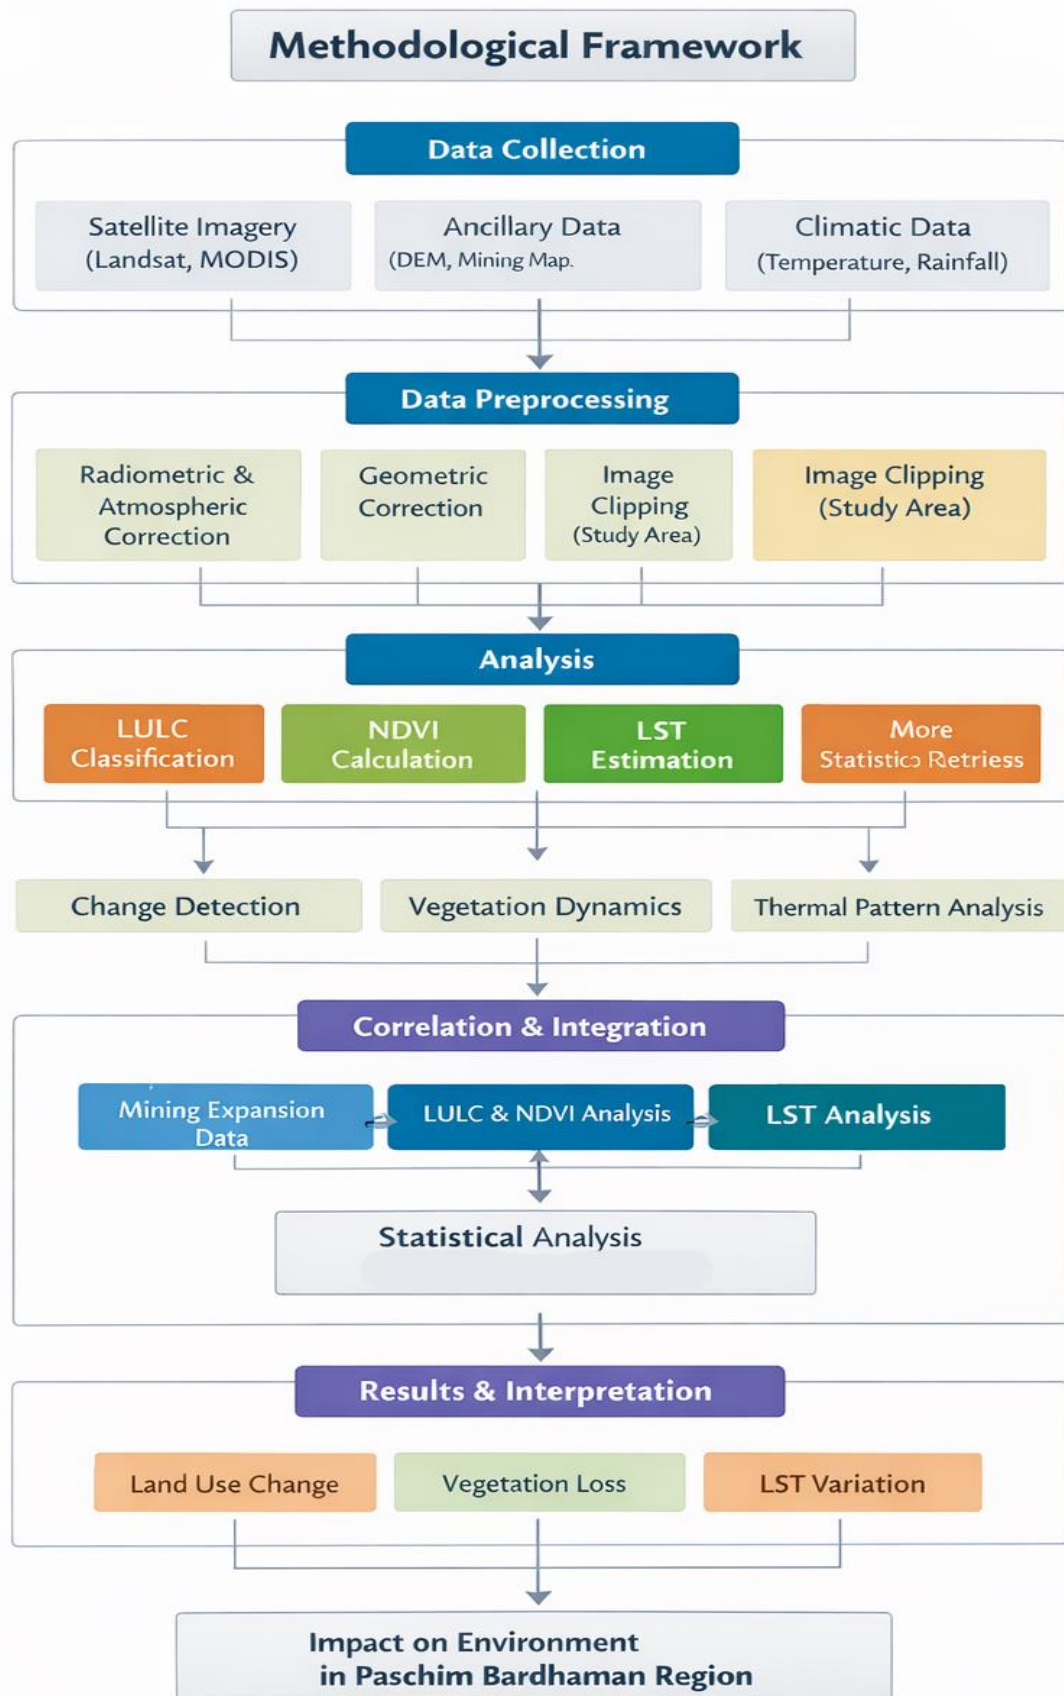 Methodological Framework
Data Collection
Satellite Imagery
(Landsat, MODIS)
Ancillary Data
(DEM, Mining Map.
Climatic Data
(Temperature, Rainfall)
Data Preprocessing
Radiometric &
Atmospheric
Correction
Geometric
Correction
Image
Clipping
(Study Area)
Image Clipping
(Study Area)
Analysis
LULC
Classification
NDVI
Calculation
LST
Estimation
More
Change Detection
Vegetation Dynamics
Thermal Pattern Analysis
Correlation & Integration
Mining Expansion
Data
LULC & NDVI Analysis
LST Analysis
Statistical Analysis
Results & Interpretation
Land Use Change
Vegetation Loss
LST Variation
Impact on Environment
in Paschim Bardhaman Region